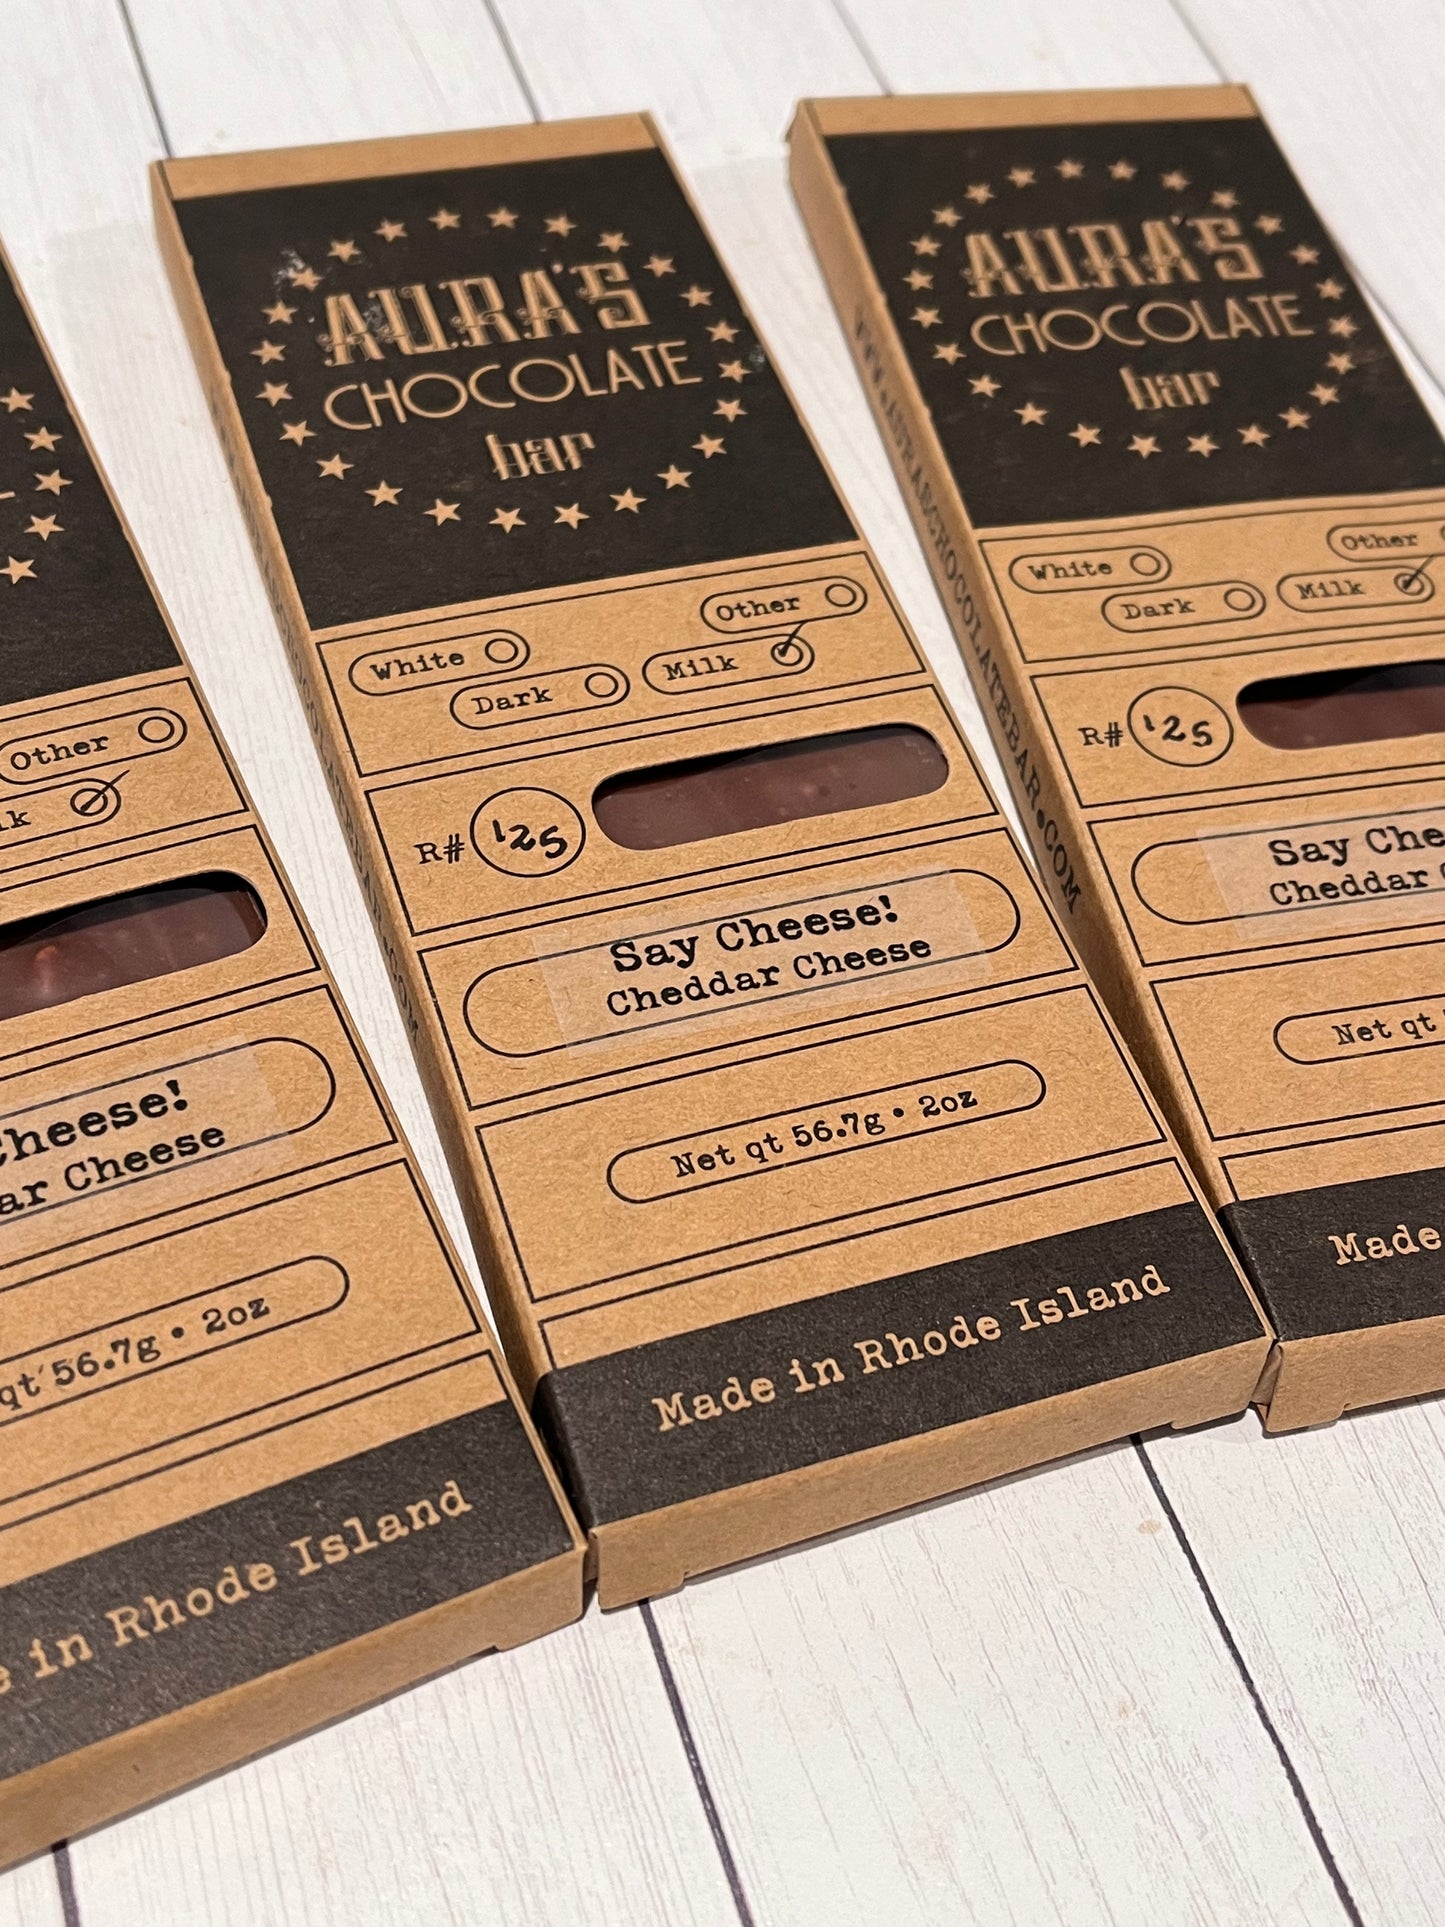 AURA'S
CHOCOLATE
bar
White
Other
Dark
Milk
R# 125
Say Cheese!
Cheddar Cheese
Net qt 56.7g • 2oz
Made in Rhode Island
AURA'S
CHOCOLATE
bar
White
Other
Dark
Milk
R# 125
Say
Cheddar
Net qt
Made
WWW.AURASCHOCOLATEBAR.COM
Other
Cheese!
Cheese
qt 56.7g • 2oz
in Rhode Island